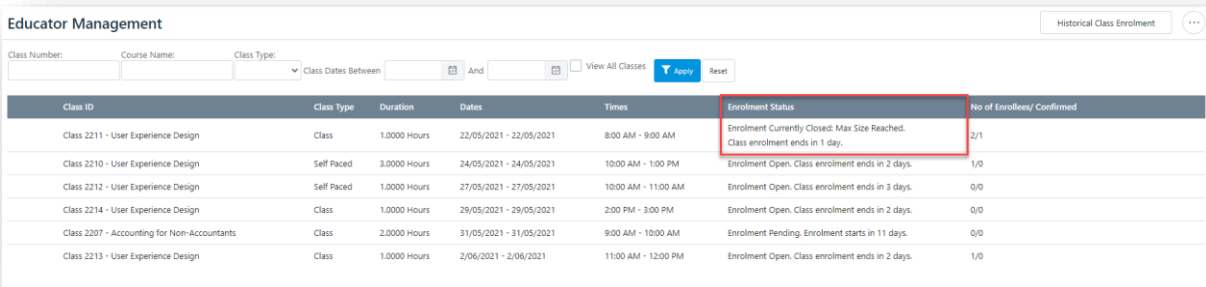 Educator Management
Historical Class Enrolment
...
Class Number:
Course Name:
Class Type:
Class Dates Between
And
View All Classes
Apply
Reset
Class ID Class Type Duration Dates Times Enrolment Status No of Enrollees/ Confirmed
Class 2211 - User Experience Design Class 1.0000 Hours 22/05/2021 - 22/05/2021 8:00 AM - 9:00 AM Enrolment Currently Closed: Max Size Reached. 2/1
Class enrolment ends in 1 day.
Class 2210 - User Experience Design Self Paced 3.0000 Hours 24/05/2021 - 24/05/2021 10:00 AM - 1:00 PM Enrolment Open. Class enrolment ends in 2 days. 1/0
Class 2212 - User Experience Design Self Paced 1.0000 Hours 27/05/2021 - 27/05/2021 10:00 AM - 11:00 AM Enrolment Open. Class enrolment ends in 3 days. 0/0
Class 2214 - User Experience Design Class 1.0000 Hours 29/05/2021 - 29/05/2021 2:00 PM - 3:00 PM Enrolment Open. Class enrolment ends in 2 days. 0/0
Class 2207 - Accounting for Non-Accountants Class 2.0000 Hours 31/05/2021 - 31/05/2021 9:00 AM - 10:00 AM Enrolment Pending. Enrolment starts in 11 days. 0/0
Class 2213 - User Experience Design Class 1.0000 Hours 2/06/2021 - 2/06/2021 11:00 AM - 12:00 PM Enrolment Open. Class enrolment ends in 2 days. 1/0